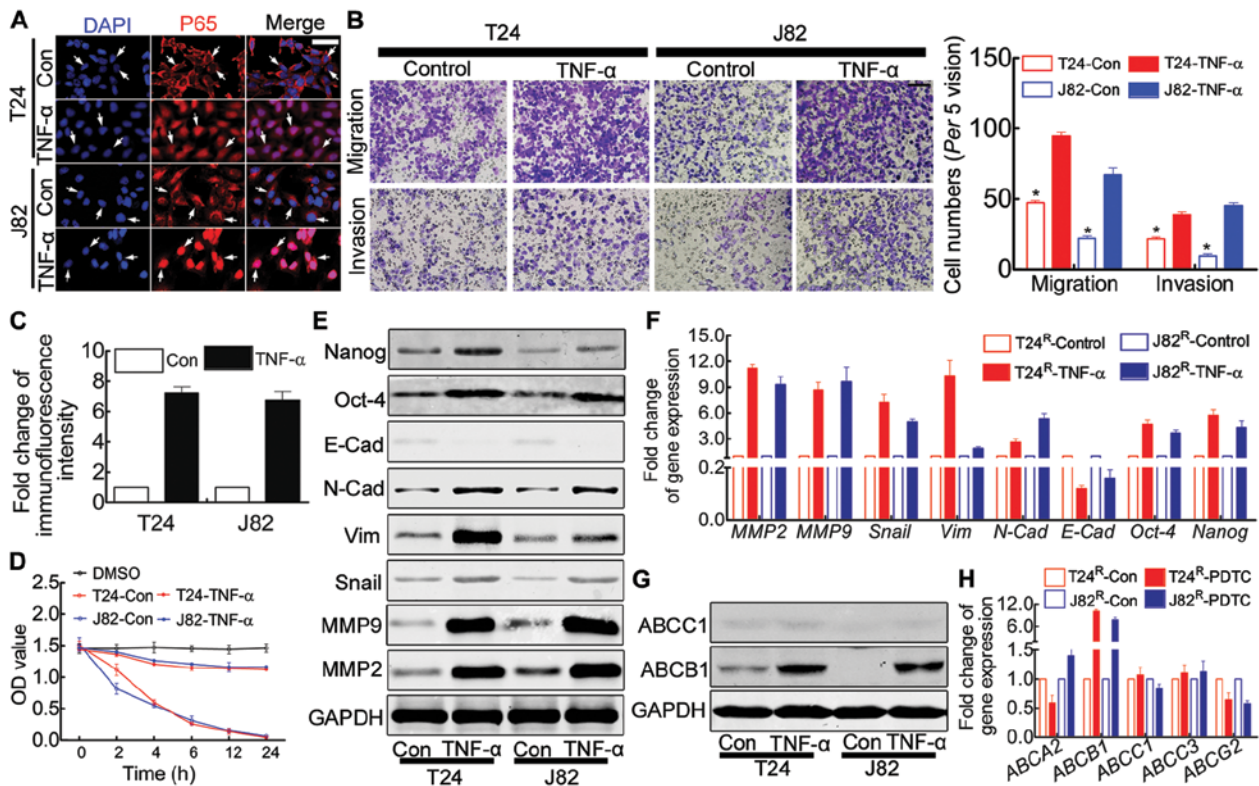 A
DAPI P65 Merge
T24
Con
TNF-α
J82
Con
TNF-α
B
T24 J82
Control TNF-α Control TNF-α
Migration
Invasion
Cell numbers (Per 5 vision)
150
100
50
0
T24-Con T24-TNF-α
J82-Con J82-TNF-α
* * * *
Migration Invasion
C
Fold change of
immunofluorescence
intensity
10
8
6
4
2
0
Con TNF-α
T24 J82
D
OD value
2.5
2.0
1.5
1.0
0.5
0.0
DMSO
T24-Con T24-TNF-α
J82-Con J82-TNF-α
0 2 4 6 12 24
Time (h)
E
Nanog
Oct-4
E-Cad
N-Cad
Vim
Snail
MMP9
MMP2
GAPDH
Con TNF-α Con TNF-α
T24 J82
F
Fold change
of gene expression
15.0
12.0
9.0
6.0
3.0
0.2
0.0
T24R-Control J82R-Control
T24R-TNF-α J82R-TNF-α
MMP2 MMP9 Snail Vim N-Cad E-Cad Oct-4 Nanog
G
ABCC1
ABCB1
GAPDH
Con TNF-α Con TNF-α
T24 J82
H
Fold change of
gene expression
12.0
6.0
1.5
1.0
0.5
0.0
T24R-Con T24R-PDTC
J82R-Con J82R-PDTC
ABCA2 ABCB1 ABCC1 ABCC3 ABCG2